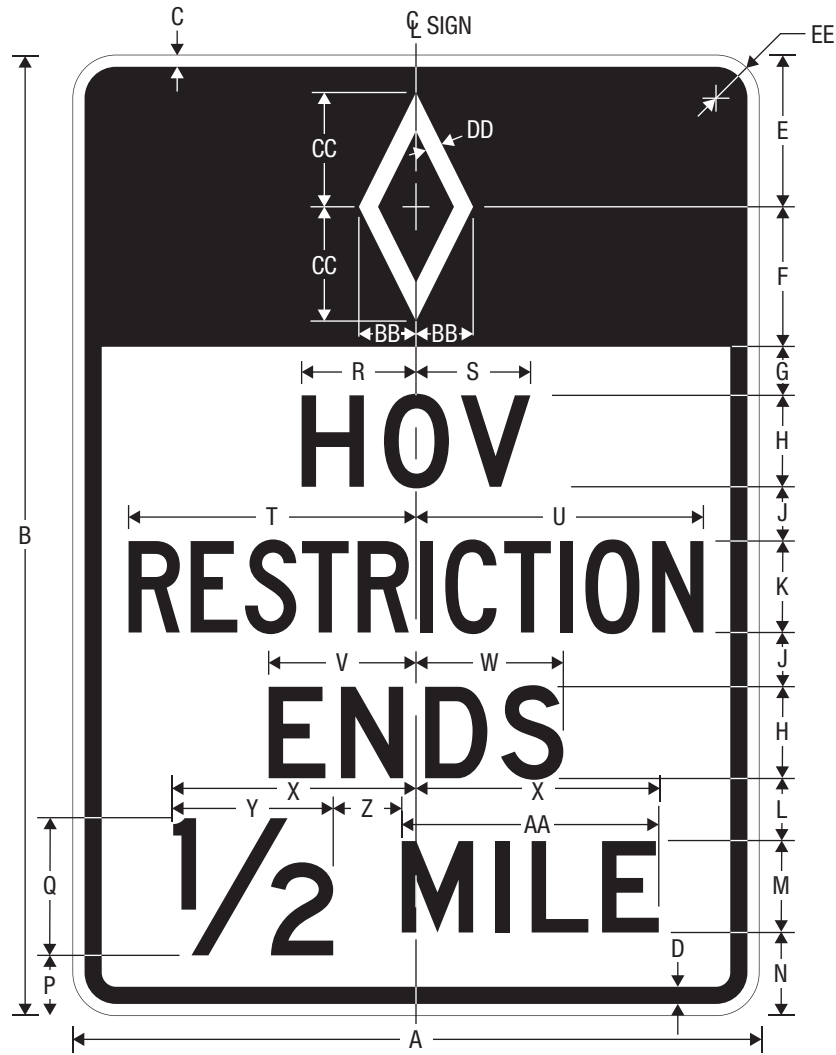 C
℄ SIGN
EE
E
CC
DD
CC
F
BB BB
G
R S
HOV
H
T U
J
B
RESTRICTION
K
V W
J
ENDS
H
X X
L
Y Z AA
1/2 MILE
Q
M
D
P
N
A